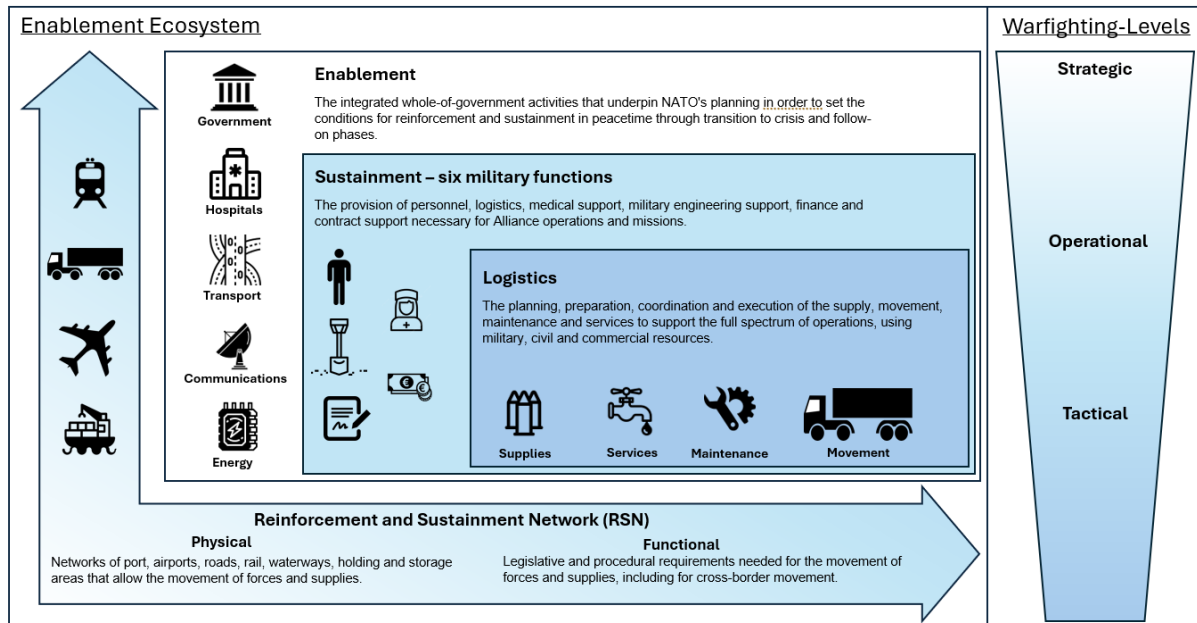 Enablement Ecosystem
Warfighting-Levels
Government
Hospitals
Transport
Communications
Energy
Enablement
The integrated whole-of-government activities that underpin NATO's planning in order to set the
conditions for reinforcement and sustainment in peacetime through transition to crisis and follow-
on phases.
Sustainment – six military functions
The provision of personnel, logistics, medical support, military engineering support, finance and
contract support necessary for Alliance operations and missions.
Logistics
The planning, preparation, coordination and execution of the supply, movement,
maintenance and services to support the full spectrum of operations, using
military, civil and commercial resources.
Supplies
Services
Maintenance
Movement
Reinforcement and Sustainment Network (RSN)
Physical
Networks of port, airports, roads, rail, waterways, holding and storage
areas that allow the movement of forces and supplies.
Functional
Legislative and procedural requirements needed for the movement of
forces and supplies, including for cross-border movement.
Strategic
Operational
Tactical